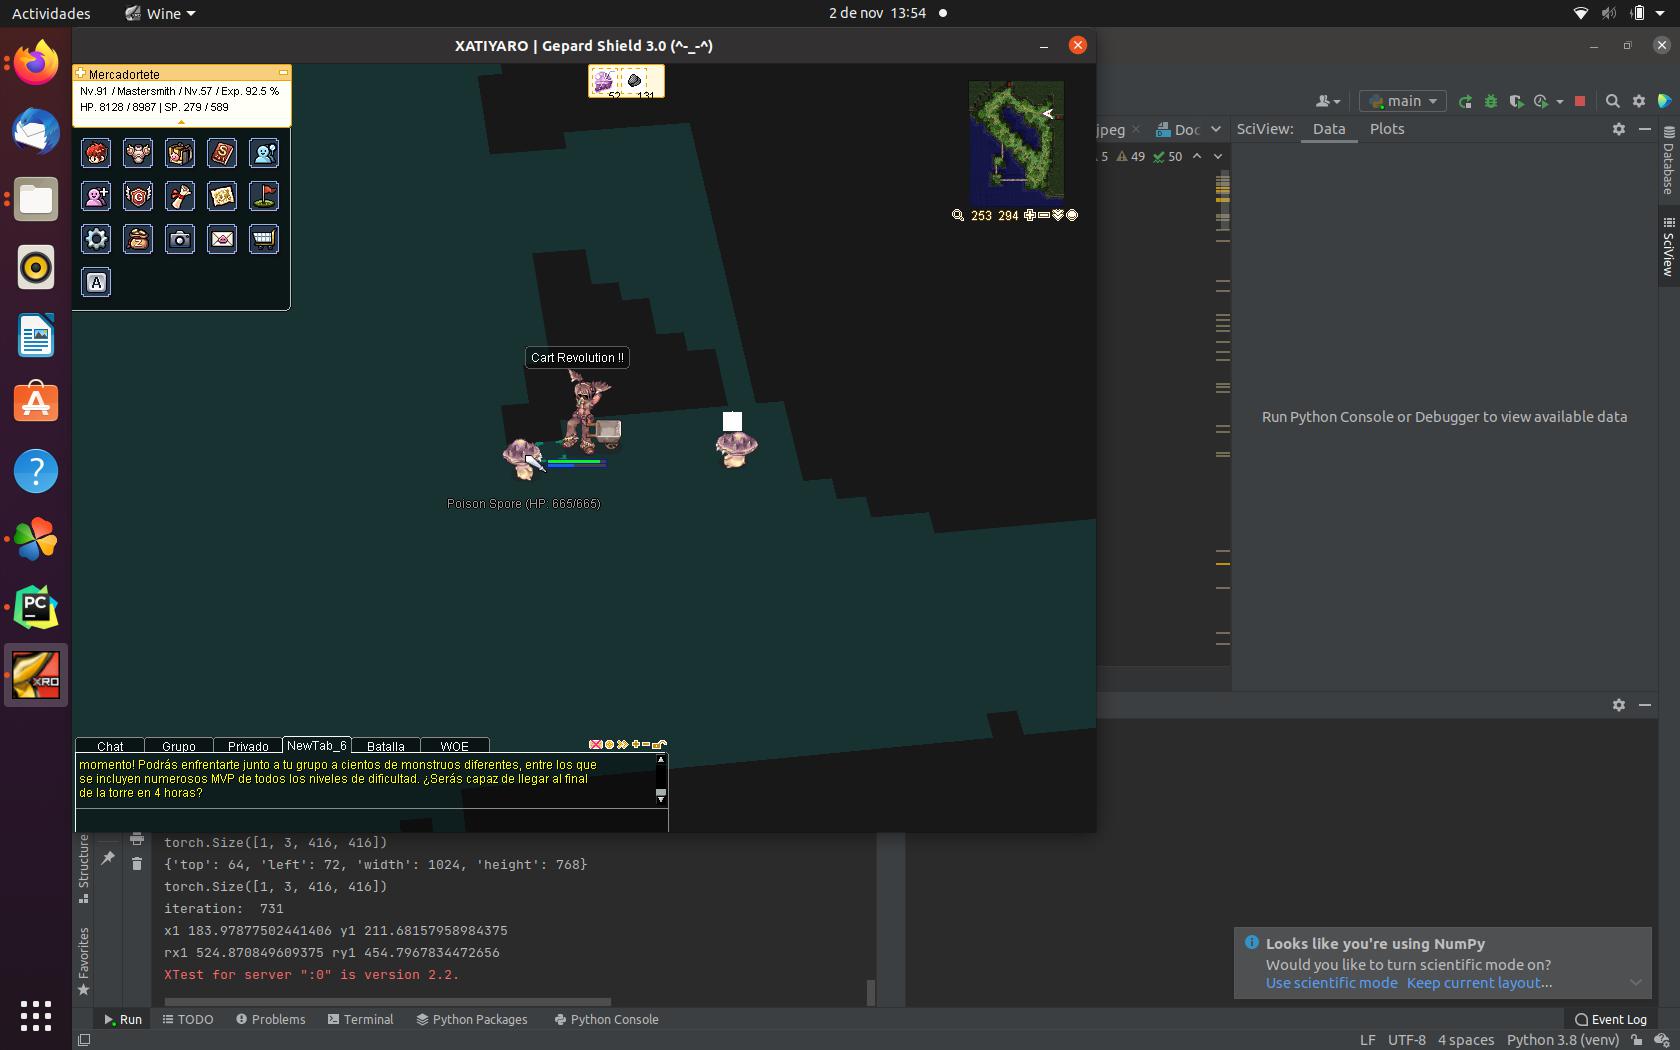 Actividades
Wine
2 de nov 13:54
XATIYARO | Gepard Shield 3.0 (^-_-^)
Mercadortete
Nv.91 / Mastersmith / Nv.57 / Exp. 92.5 %
HP. 8128 / 8987 | SP. 279 / 589
52 131
A
253 294
Cart Revolution !!
Poison Spore (HP: 665/665)
Chat Grupo Privado NewTab_6 Batalla WOE
momento! Podrás enfrentarte junto a tu grupo a cientos de monstruos diferentes, entre los que
se incluyen numerosos MVP de todos los niveles de dificultad. ¿Serás capaz de llegar al final
de la torre en 4 horas?
PC
XRO
main
jpeg Doc
5 49 50
SciView: Data Plots
Database
SciView
Run Python Console or Debugger to view available data
Structure
Favorites
torch.Size([1, 3, 416, 416])
{'top': 64, 'left': 72, 'width': 1024, 'height': 768}
torch.Size([1, 3, 416, 416])
iteration: 731
x1 183.97877502441406 y1 211.68157958984375
rx1 524.870849609375 ry1 454.7967834472656
XTest for server ":0" is version 2.2.
Looks like you're using NumPy
Would you like to turn scientific mode on?
Use scientific mode Keep current layout...
Run TODO Problems Terminal Python Packages Python Console
Event Log
LF UTF-8 4 spaces Python 3.8 (venv)